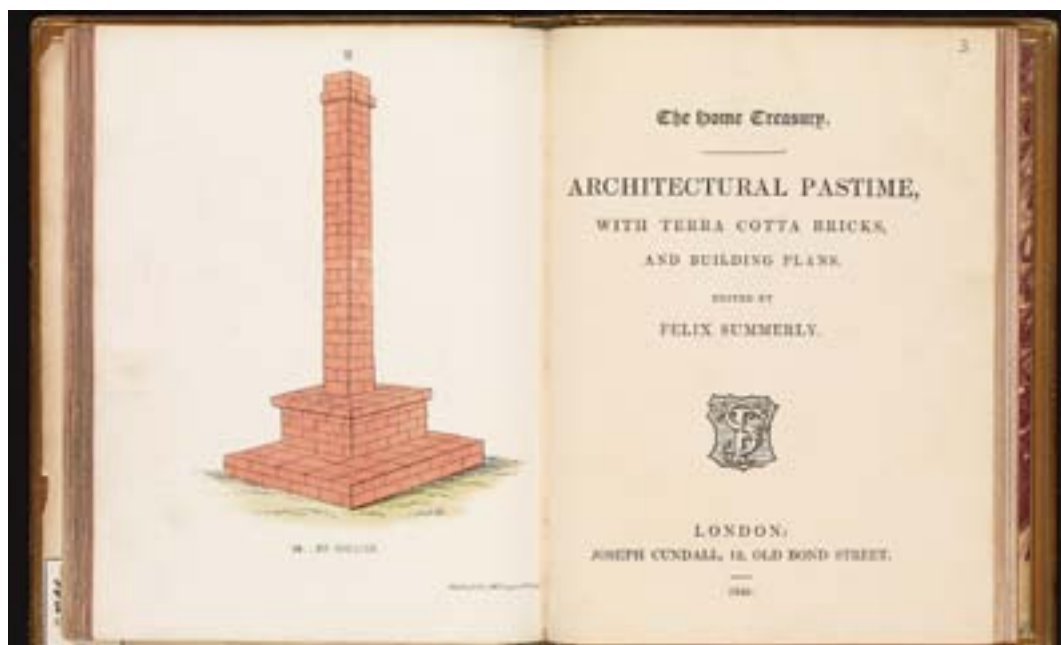 3
The Home Treasury.
ARCHITECTURAL PASTIME,
WITH TERRA COTTA BRICKS,
AND BUILDING PLANS.
EDITED BY
FELIX SUMMERLY.
LONDON:
JOSEPH CUNDALL, 12, OLD BOND STREET.